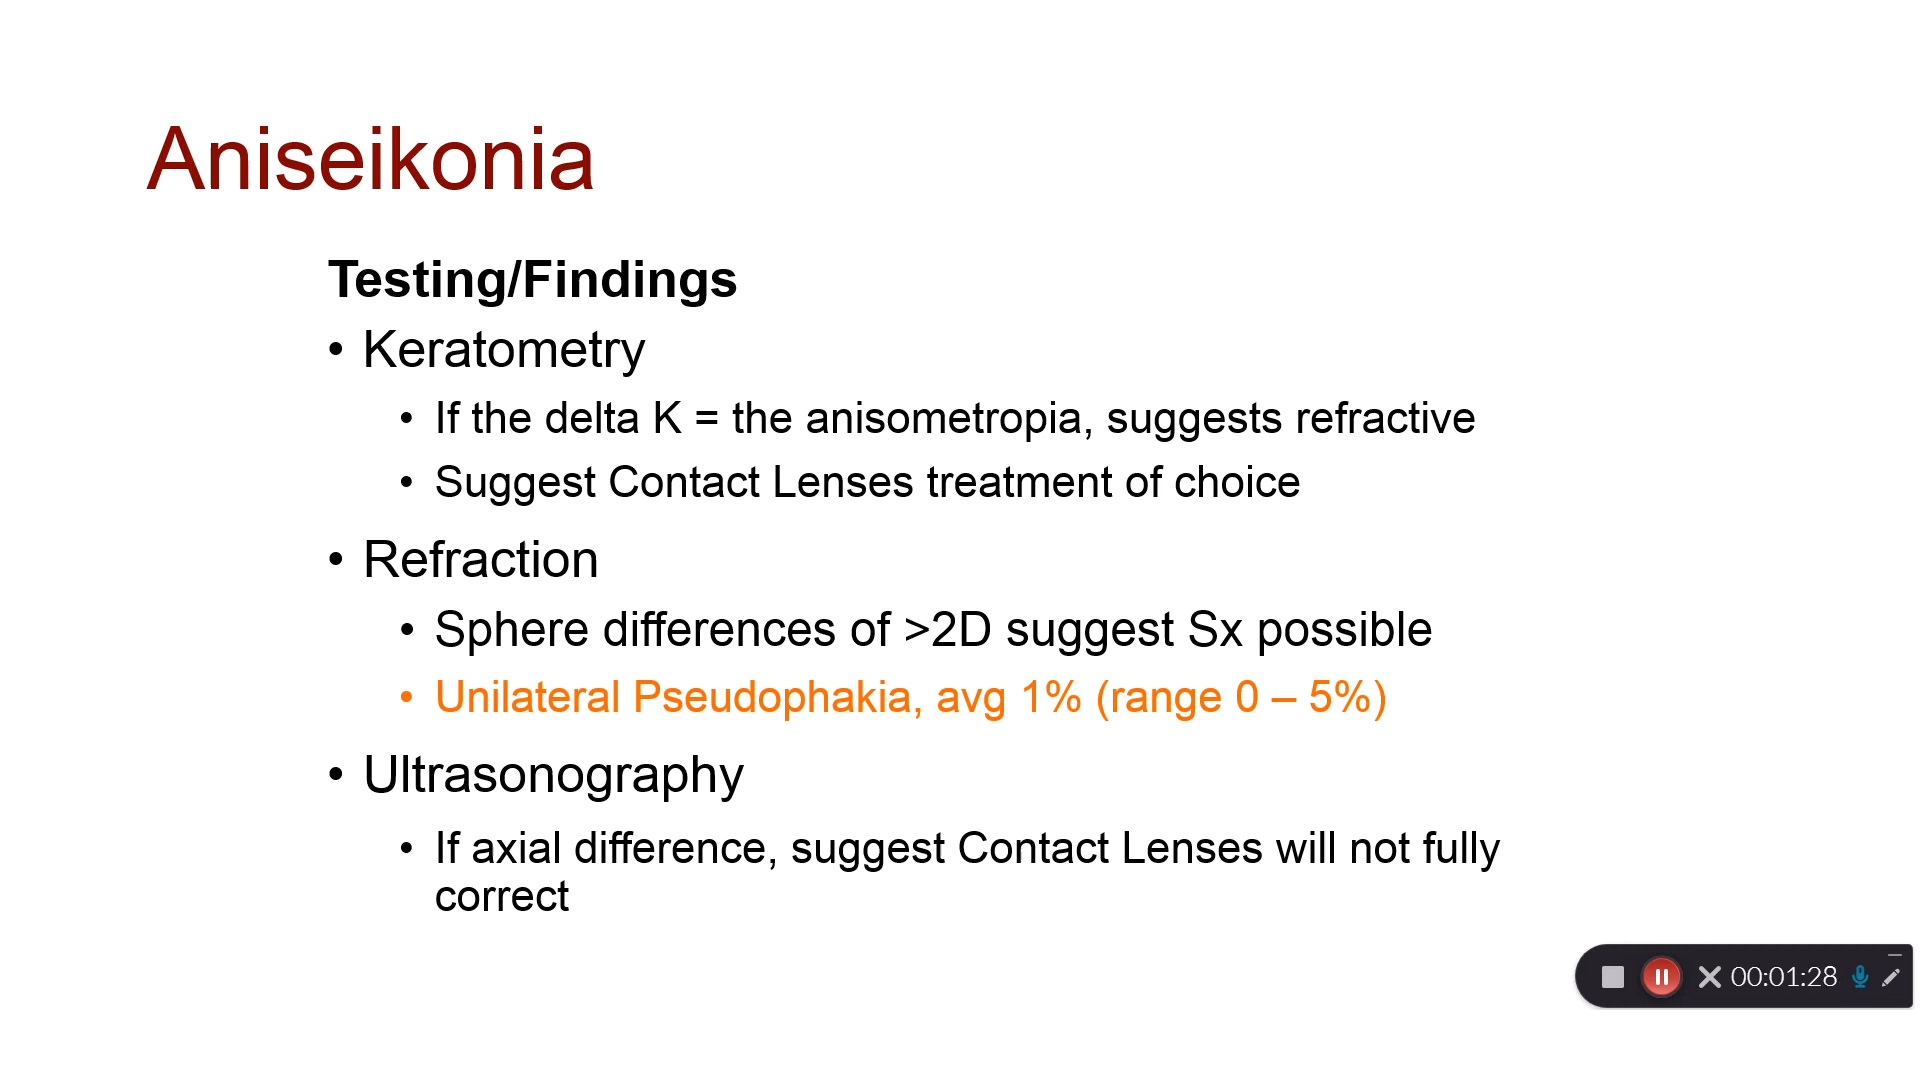 Aniseikonia
Testing/Findings
• Keratometry
• If the delta K = the anisometropia, suggests refractive
• Suggest Contact Lenses treatment of choice
• Refraction
• Sphere differences of >2D suggest Sx possible
• Unilateral Pseudophakia, avg 1% (range 0 – 5%)
• Ultrasonography
• If axial difference, suggest Contact Lenses will not fully
correct
00:01:28